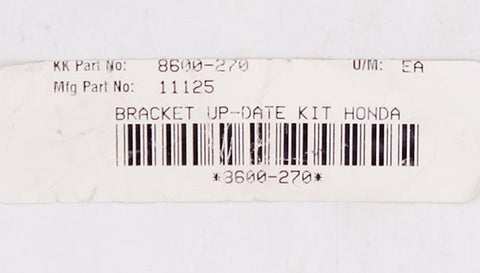 KK Part No: 8600-270 U/M: EA
Mfg Part No: 11125
BRACKET UP-DATE KIT HONDA
*8600-270*